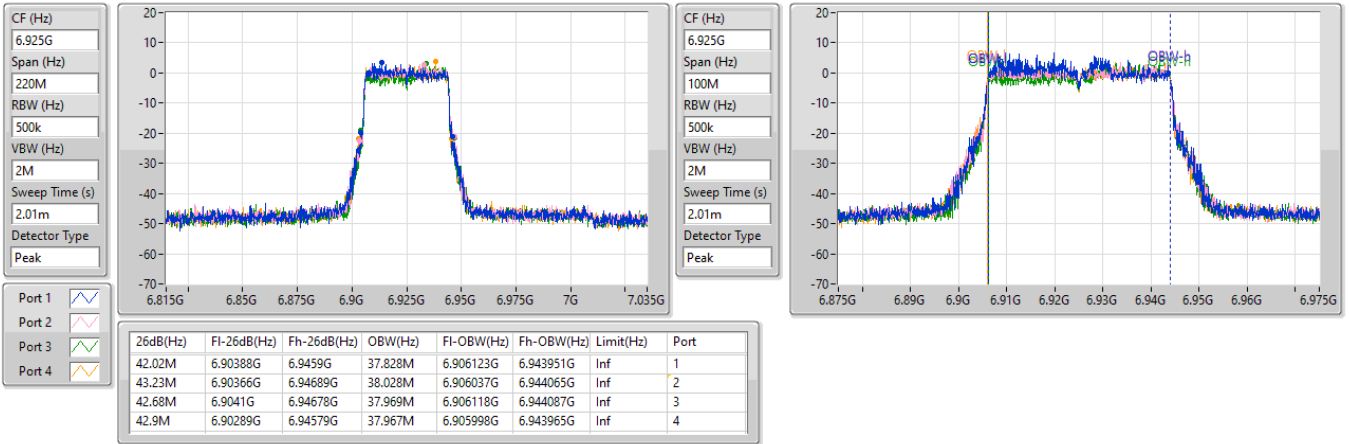 CF (Hz)
6.925G
Span (Hz)
220M
RBW (Hz)
500k
VBW (Hz)
2M
Sweep Time (s)
2.01m
Detector Type
Peak
20
10
0
-10
-20
-30
-40
-50
-60
-70
6.815G 6.85G 6.875G 6.9G 6.925G 6.95G 6.975G 7G 7.035G
CF (Hz)
6.925G
Span (Hz)
100M
RBW (Hz)
500k
VBW (Hz)
2M
Sweep Time (s)
2.01m
Detector Type
Peak
20
10
0
-10
-20
-30
-40
-50
-60
-70
OBW-h
6.875G 6.89G 6.9G 6.91G 6.92G 6.93G 6.94G 6.95G 6.96G 6.975G
Port 1
Port 2
Port 3
Port 4
26dB(Hz) Fl-26dB(Hz) Fh-26dB(Hz) OBW(Hz) Fl-OBW(Hz) Fh-OBW(Hz) Limit(Hz) Port
42.02M 6.90388G 6.9459G 37.828M 6.906123G 6.943951G Inf 1
43.23M 6.90366G 6.94689G 38.028M 6.906037G 6.944065G Inf 2
42.68M 6.9041G 6.94678G 37.969M 6.906118G 6.944087G Inf 3
42.9M 6.90289G 6.94579G 37.967M 6.905998G 6.943965G Inf 4